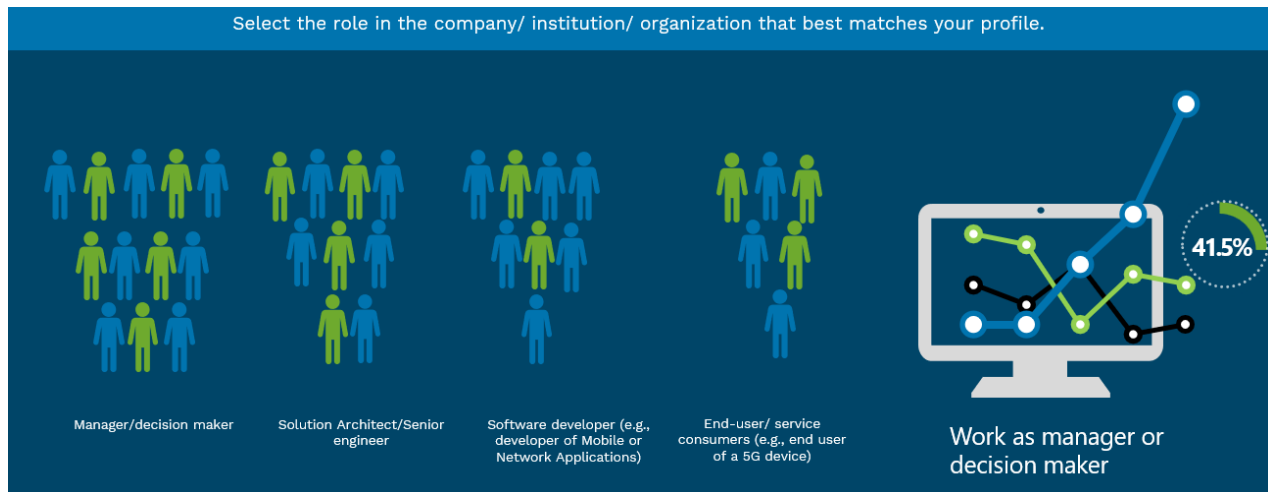 Select the role in the company/ institution/ organization that best matches your profile.
41.5%
Manager/decision maker
Solution Architect/Senior
engineer
Software developer (e.g.,
developer of Mobile or
Network Applications)
End-user/ service
consumers (e.g., end user
of a 5G device)
Work as manager or
decision maker